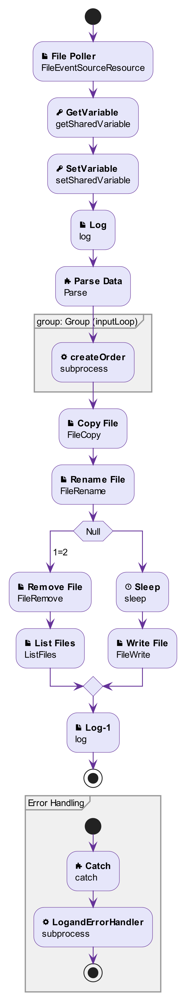 File Poller
FileEventSourceResource
GetVariable
getSharedVariable
SetVariable
setSharedVariable
Log
log
Parse Data
Parse
group: Group (inputLoop)
createOrder
subprocess
Copy File
FileCopy
Rename File
FileRename
Null
1=2
Remove File
FileRemove
Sleep
sleep
List Files
ListFiles
Write File
FileWrite
Log-1
log
Error Handling
Catch
catch
LogandErrorHandler
subprocess